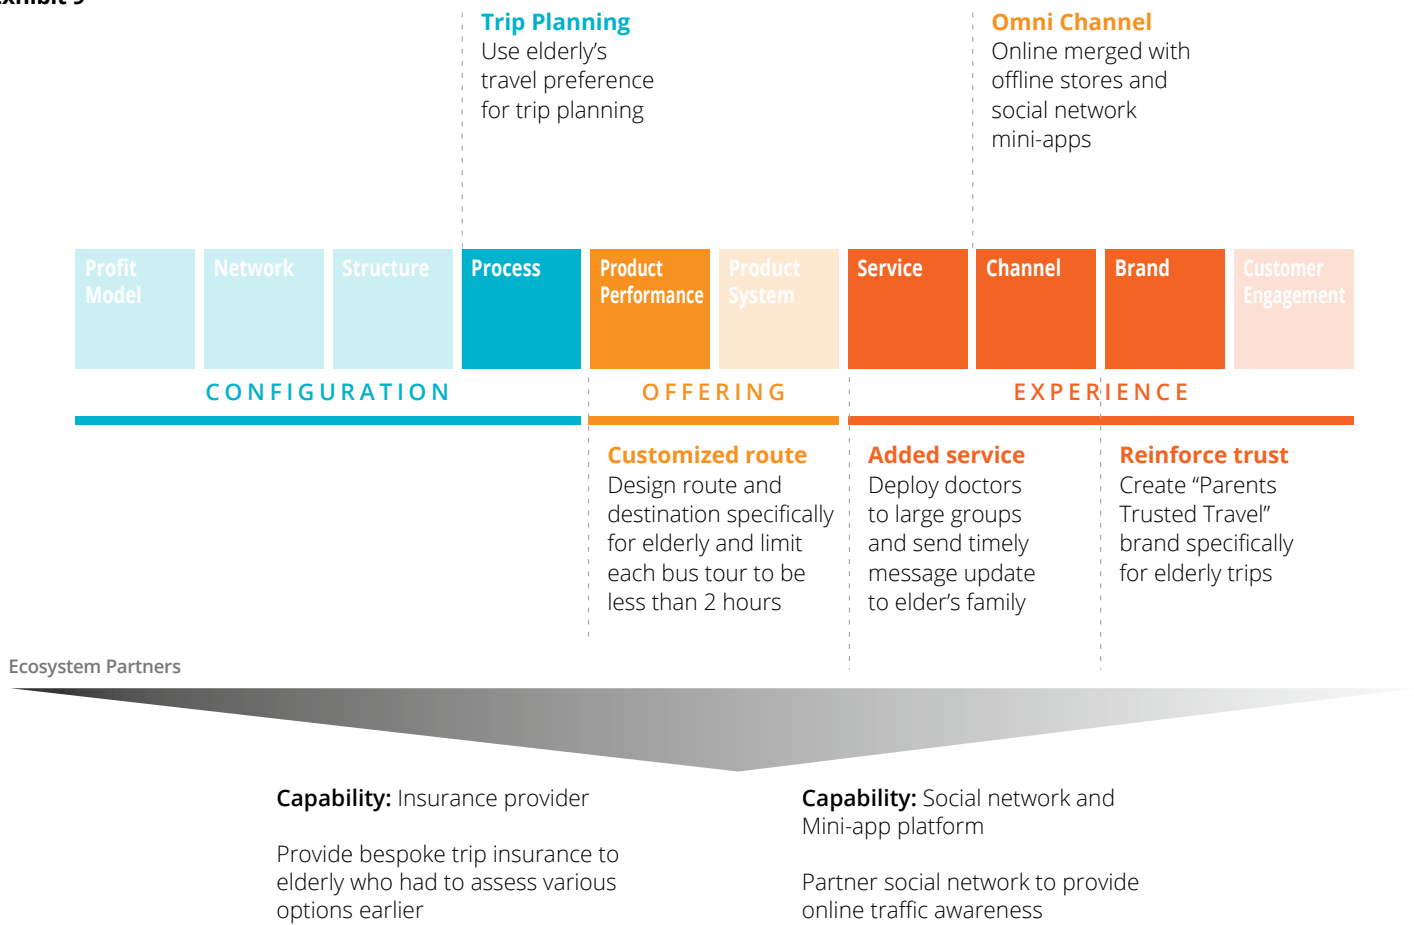 Trip Planning
Use elderly’s
travel preference
for trip planning
Omni Channel
Online merged with
offline stores and
social network
mini-apps
Profit
Model
Network
Structure
Process
Product
Performance
Product
System
Service
Channel
Brand
Customer
Engagement
CONFIGURATION
OFFERING
EXPERIENCE
Customized route
Design route and
destination specifically
for elderly and limit
each bus tour to be
less than 2 hours
Added service
Deploy doctors
to large groups
and send timely
message update
to elder’s family
Reinforce trust
Create “Parents
Trusted Travel”
brand specifically
for elderly trips
Ecosystem Partners
Capability: Insurance provider
Provide bespoke trip insurance to
elderly who had to assess various
options earlier
Capability: Social network and
Mini-app platform
Partner social network to provide
online traffic awareness